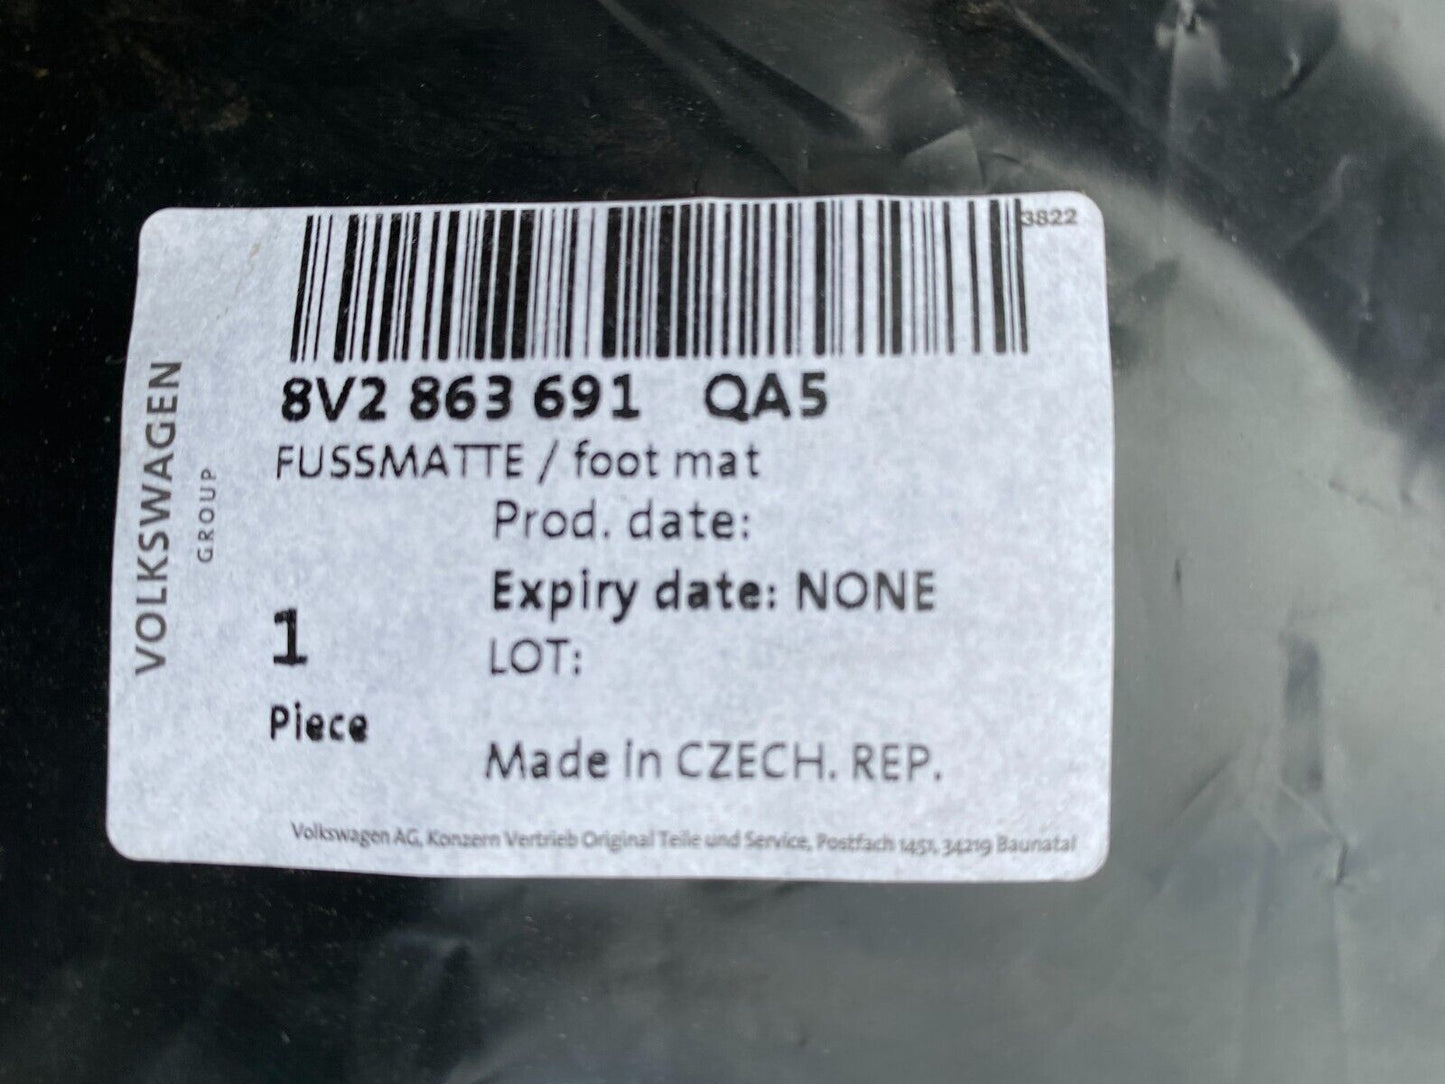 3822
8V2 863 691 QA5
FUSSMATTE / foot mat
Prod. date:
Expiry date: NONE
LOT:
1
Piece
Made in CZECH. REP.
Volkswagen AG, Konzern Vertrieb Original Teile und Service, Postfach 1451, 34219 Baunatal
VOLKSWAGEN
GROUP